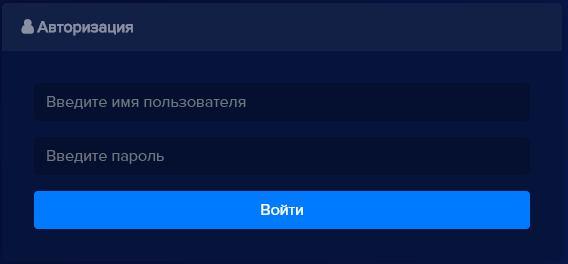 Авторизация
Введите имя пользователя
Введите пароль
Войти